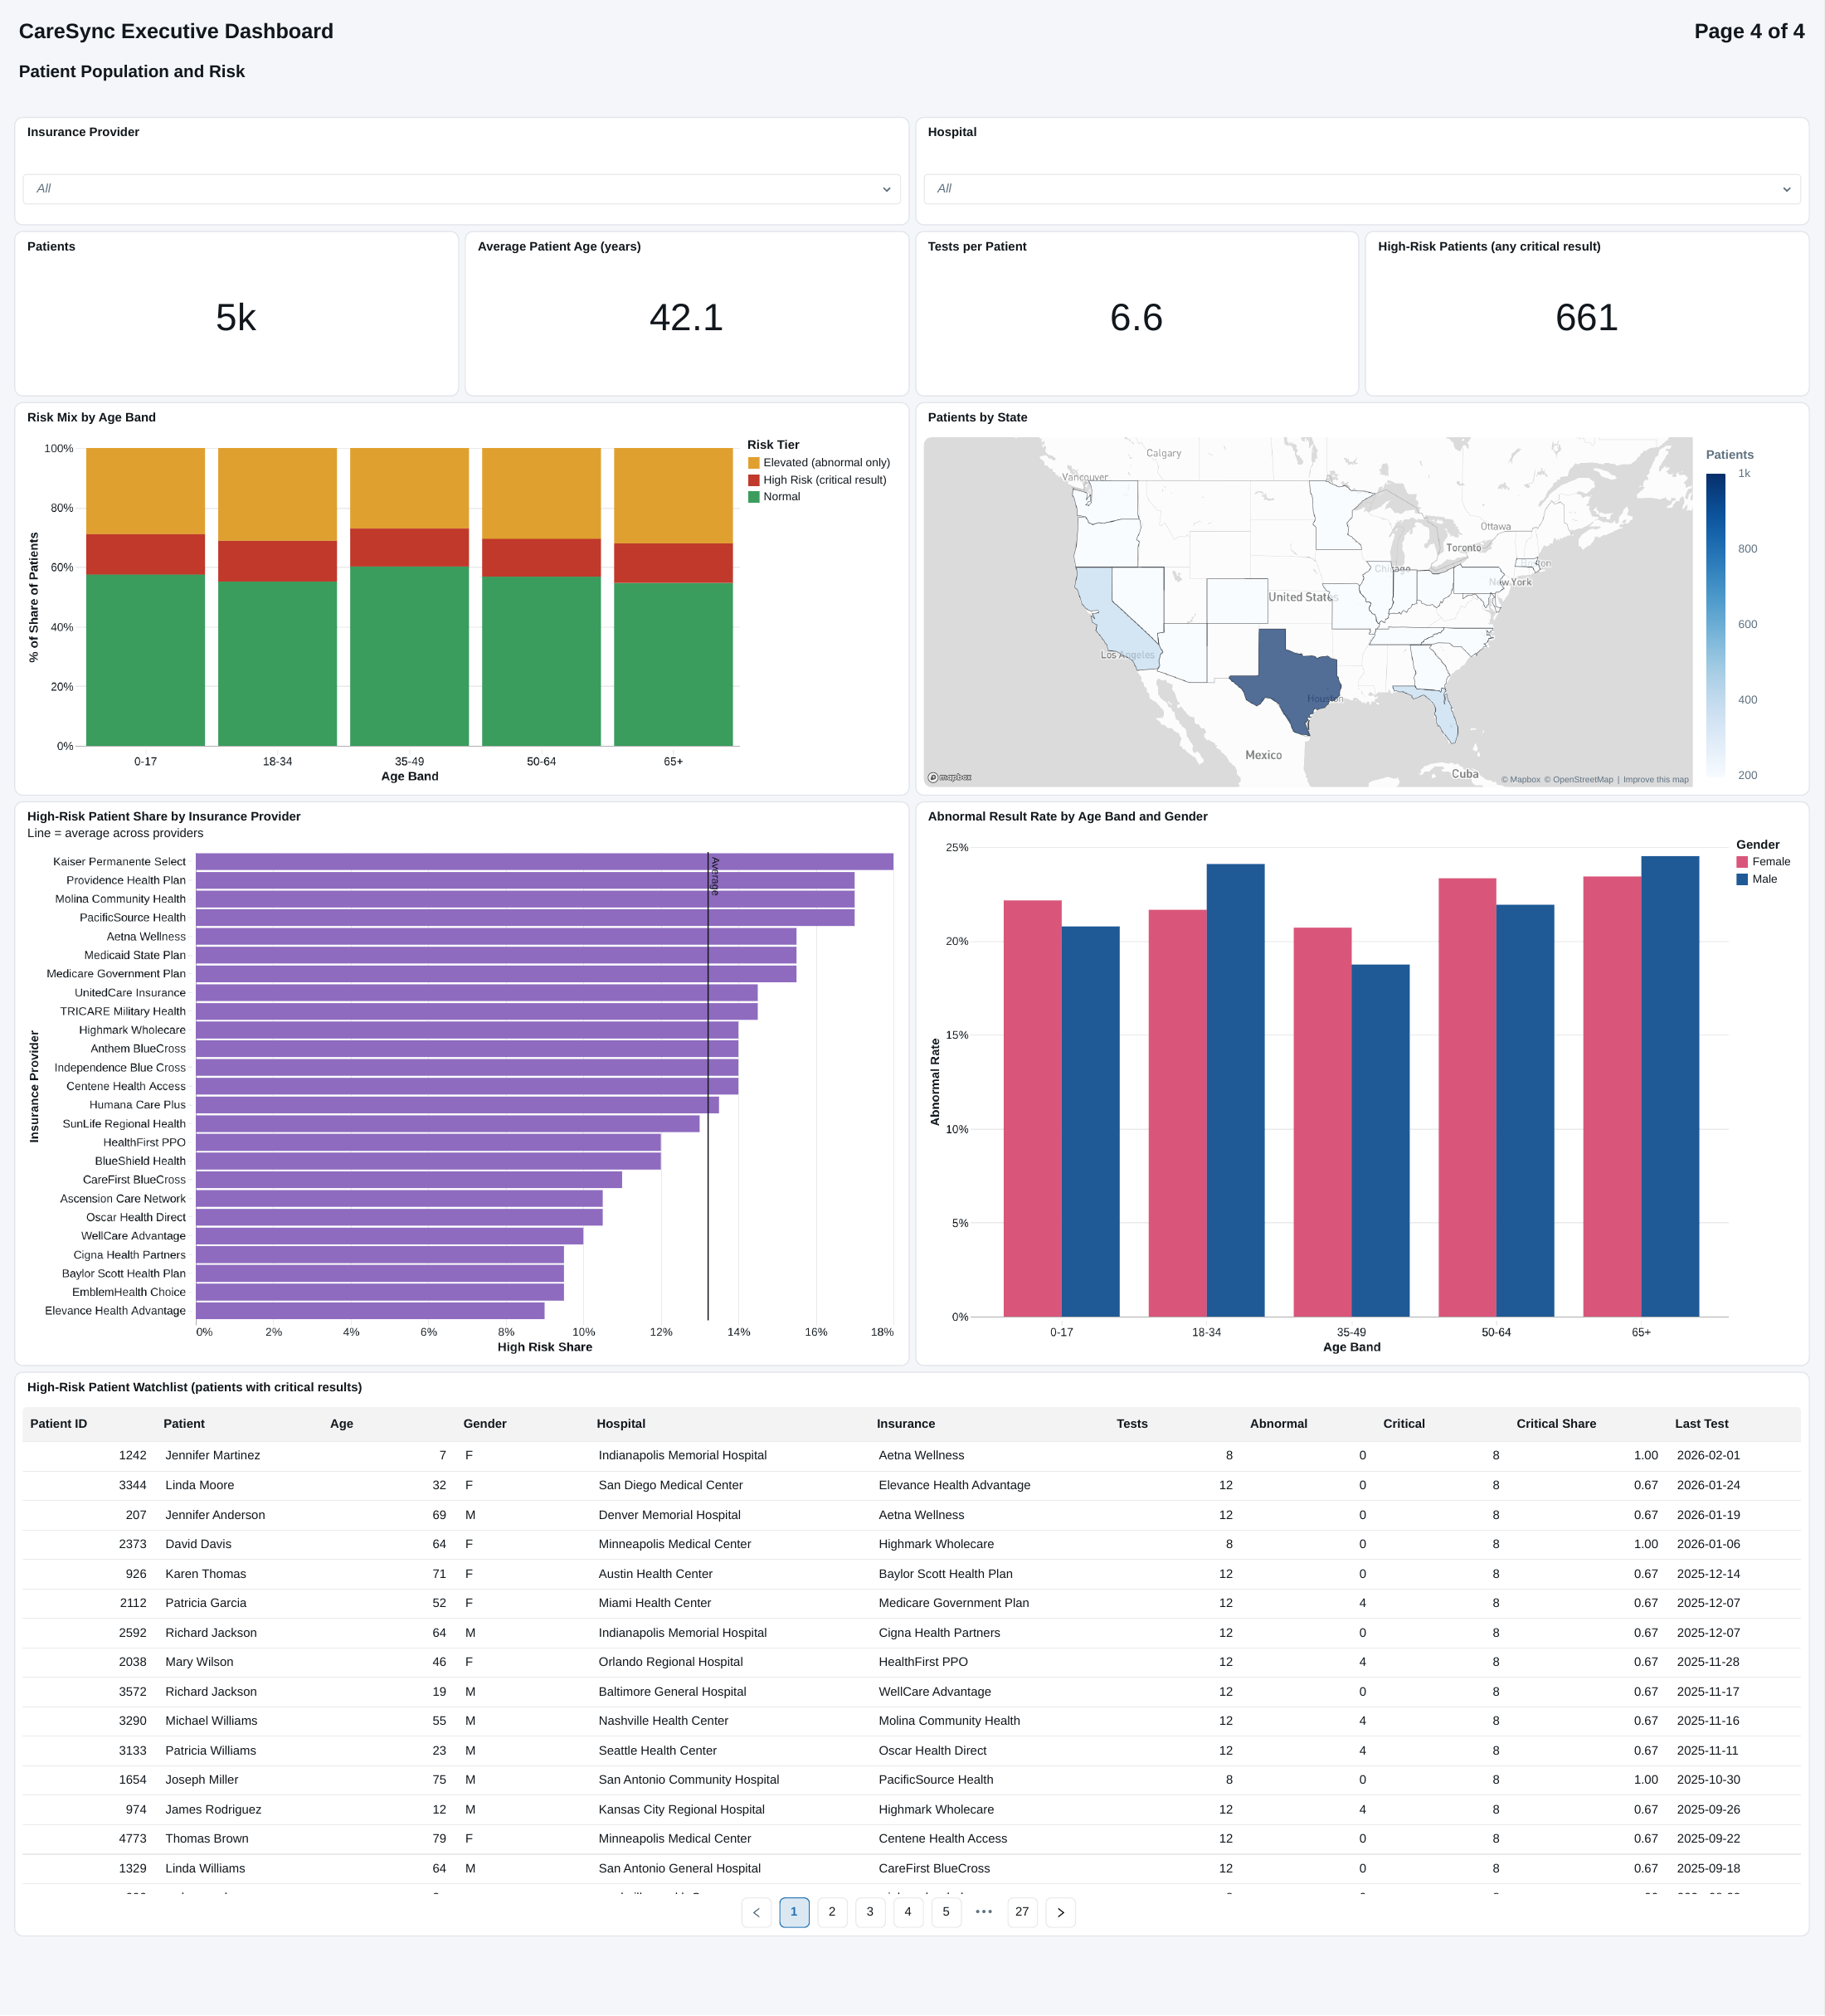 CareSync Executive Dashboard
Page 4 of 4
Patient Population and Risk
Insurance Provider
All
Hospital
All
Patients
5k
Average Patient Age (years)
42.1
Tests per Patient
6.6
High-Risk Patients (any critical result)
661
Risk Mix by Age Band
% of Share of Patients
100%
80%
60%
40%
20%
0%
0-17
18-34
35-49
50-64
65+
Age Band
Risk Tier
Elevated (abnormal only)
High Risk (critical result)
Normal
Patients by State
Calgary
Vancouver
Ottawa
Toronto
Chicago
Boston
New York
United States
Los Angeles
Houston
Mexico
Cuba
mapbox
© Mapbox © OpenStreetMap | Improve this map
Patients
1k
800
600
400
200
High-Risk Patient Share by Insurance Provider
Line = average across providers
Insurance Provider
Kaiser Permanente Select
Providence Health Plan
Molina Community Health
PacificSource Health
Aetna Wellness
Medicaid State Plan
Medicare Government Plan
UnitedCare Insurance
TRICARE Military Health
Highmark Wholecare
Anthem BlueCross
Independence Blue Cross
Centene Health Access
Humana Care Plus
SunLife Regional Health
HealthFirst PPO
BlueShield Health
CareFirst BlueCross
Ascension Care Network
Oscar Health Direct
WellCare Advantage
Cigna Health Partners
Baylor Scott Health Plan
EmblemHealth Choice
Elevance Health Advantage
Average
0% 2% 4% 6% 8% 10% 12% 14% 16% 18%
High Risk Share
Abnormal Result Rate by Age Band and Gender
Abnormal Rate
25%
20%
15%
10%
5%
0%
0-17
18-34
35-49
50-64
65+
Age Band
Gender
Female
Male
High-Risk Patient Watchlist (patients with critical results)
Patient ID Patient Age Gender Hospital Insurance Tests Abnormal Critical Critical Share Last Test
1242 Jennifer Martinez 7 F Indianapolis Memorial Hospital Aetna Wellness 8 0 8 1.00 2026-02-01
3344 Linda Moore 32 F San Diego Medical Center Elevance Health Advantage 12 0 8 0.67 2026-01-24
207 Jennifer Anderson 69 M Denver Memorial Hospital Aetna Wellness 12 0 8 0.67 2026-01-19
2373 David Davis 64 F Minneapolis Medical Center Highmark Wholecare 8 0 8 1.00 2026-01-06
926 Karen Thomas 71 F Austin Health Center Baylor Scott Health Plan 12 0 8 0.67 2025-12-14
2112 Patricia Garcia 52 F Miami Health Center Medicare Government Plan 12 4 8 0.67 2025-12-07
2592 Richard Jackson 64 M Indianapolis Memorial Hospital Cigna Health Partners 12 0 8 0.67 2025-12-07
2038 Mary Wilson 46 F Orlando Regional Hospital HealthFirst PPO 12 4 8 0.67 2025-11-28
3572 Richard Jackson 19 M Baltimore General Hospital WellCare Advantage 12 0 8 0.67 2025-11-17
3290 Michael Williams 55 M Nashville Health Center Molina Community Health 12 4 8 0.67 2025-11-16
3133 Patricia Williams 23 M Seattle Health Center Oscar Health Direct 12 4 8 0.67 2025-11-11
1654 Joseph Miller 75 M San Antonio Community Hospital PacificSource Health 8 0 8 1.00 2025-10-30
974 James Rodriguez 12 M Kansas City Regional Hospital Highmark Wholecare 12 4 8 0.67 2025-09-26
4773 Thomas Brown 79 F Minneapolis Medical Center Centene Health Access 12 0 8 0.67 2025-09-22
1329 Linda Williams 64 M San Antonio General Hospital CareFirst BlueCross 12 0 8 0.67 2025-09-18
1 2 3 4 5 ••• 27